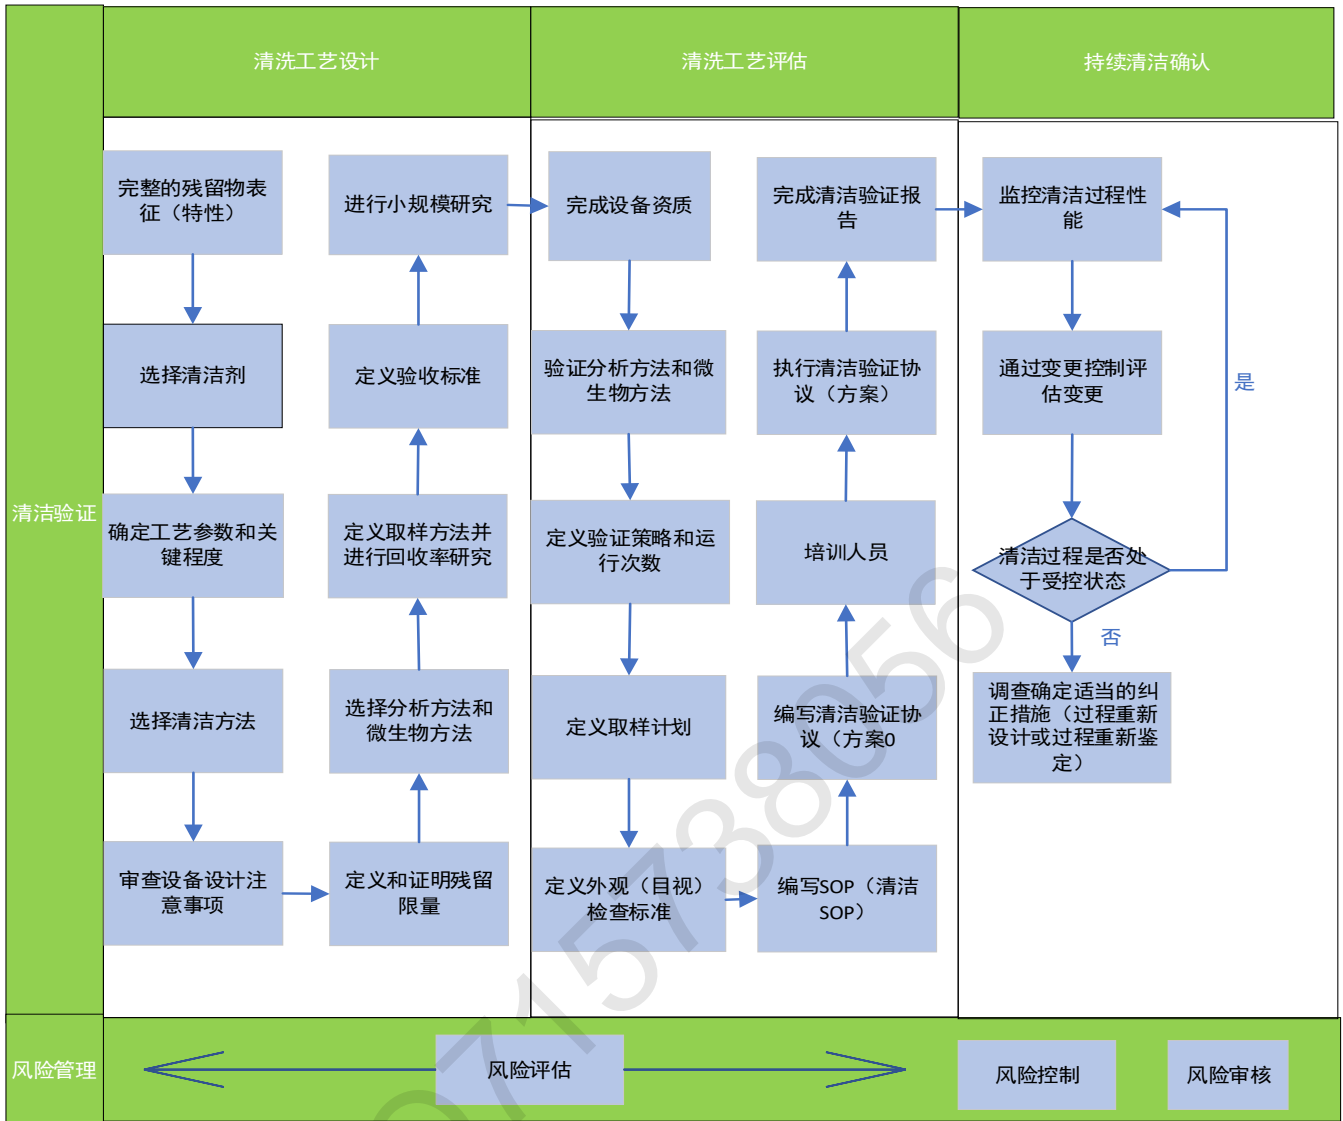 清洗工艺设计
清洗工艺评估
持续清洁确认
清洁验证
完整的残留物表
征（特性）
选择清洁剂
确定工艺参数和关
键程度
选择清洁方法
审查设备设计注
意事项
定义和证明残留
限量
选择分析方法和
微生物方法
定义取样方法并
进行回收率研究
定义验收标准
进行小规模研究
完成设备资质
验证分析方法和微
生物方法
定义验证策略和运
行次数
定义取样计划
定义外观（目视）
检查标准
编写SOP（清洁
SOP）
编写清洁验证协
议（方案0
培训人员
执行清洁验证协
议（方案）
完成清洁验证报
告
监控清洁过程性
能
通过变更控制评
估变更
清洁过程是否处
于受控状态
是
否
调查确定适当的纠
正措施（过程重新
设计或过程重新鉴
定）
风险管理
风险评估
风险控制
风险审核